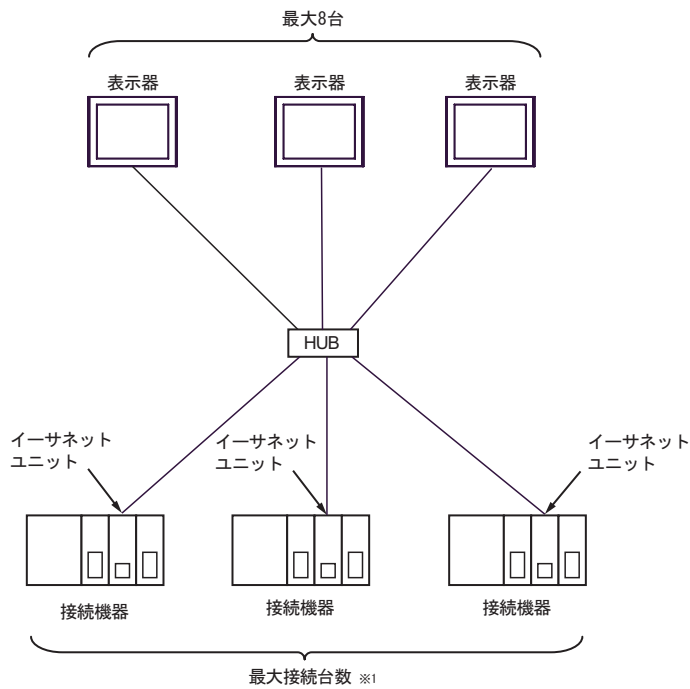 最大8台
表示器
表示器
表示器
HUB
イーサネット
ユニット
イーサネット
ユニット
イーサネット
ユニット
接続機器
接続機器
接続機器
最大接続台数 ※1